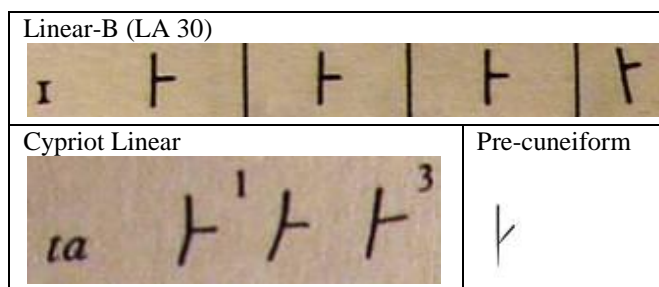 Linear-B (LA 30)
I ⊢ ⊢ ⊢ ⊢
Cypriot Linear
Pre-cuneiform
ta ⊢ 1 ⊢ ⊢ 3